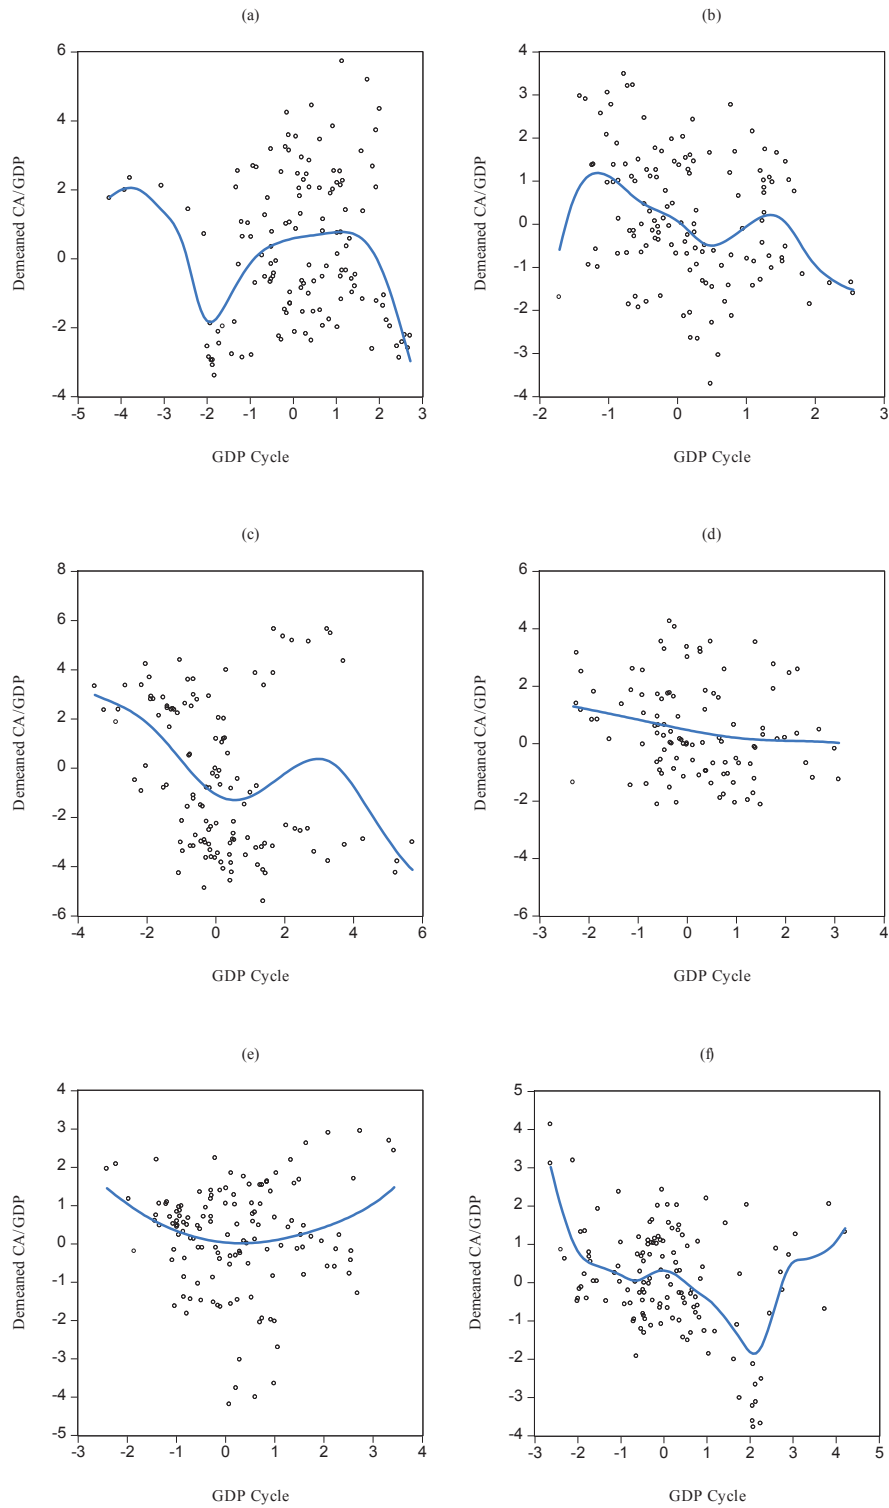 (a)
6
4
2
0
-2
-4
-5 -4 -3 -2 -1 0 1 2 3
Demeaned CA/GDP
GDP Cycle
(b)
4
3
2
1
0
-1
-2
-3
-4
-2 -1 0 1 2 3
Demeaned CA/GDP
GDP Cycle
(c)
8
6
4
2
0
-2
-4
-6
-4 -2 0 2 4 6
Demeaned CA/GDP
GDP Cycle
(d)
6
4
2
0
-2
-4
-6
-3 -2 -1 0 1 2 3 4
Demeaned CA/GDP
GDP Cycle
(e)
4
3
2
1
0
-1
-2
-3
-4
-5
-3 -2 -1 0 1 2 3 4
Demeaned CA/GDP
GDP Cycle
(f)
5
4
3
2
1
0
-1
-2
-3
-4
-3 -2 -1 0 1 2 3 4 5
Demeaned CA/GDP
GDP Cycle